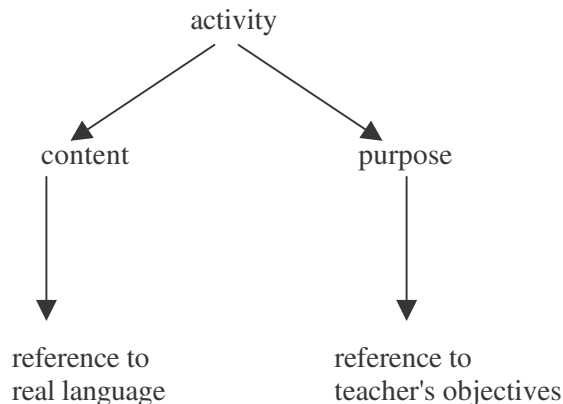 activity
content
purpose
reference to
real language
reference to
teacher's objectives